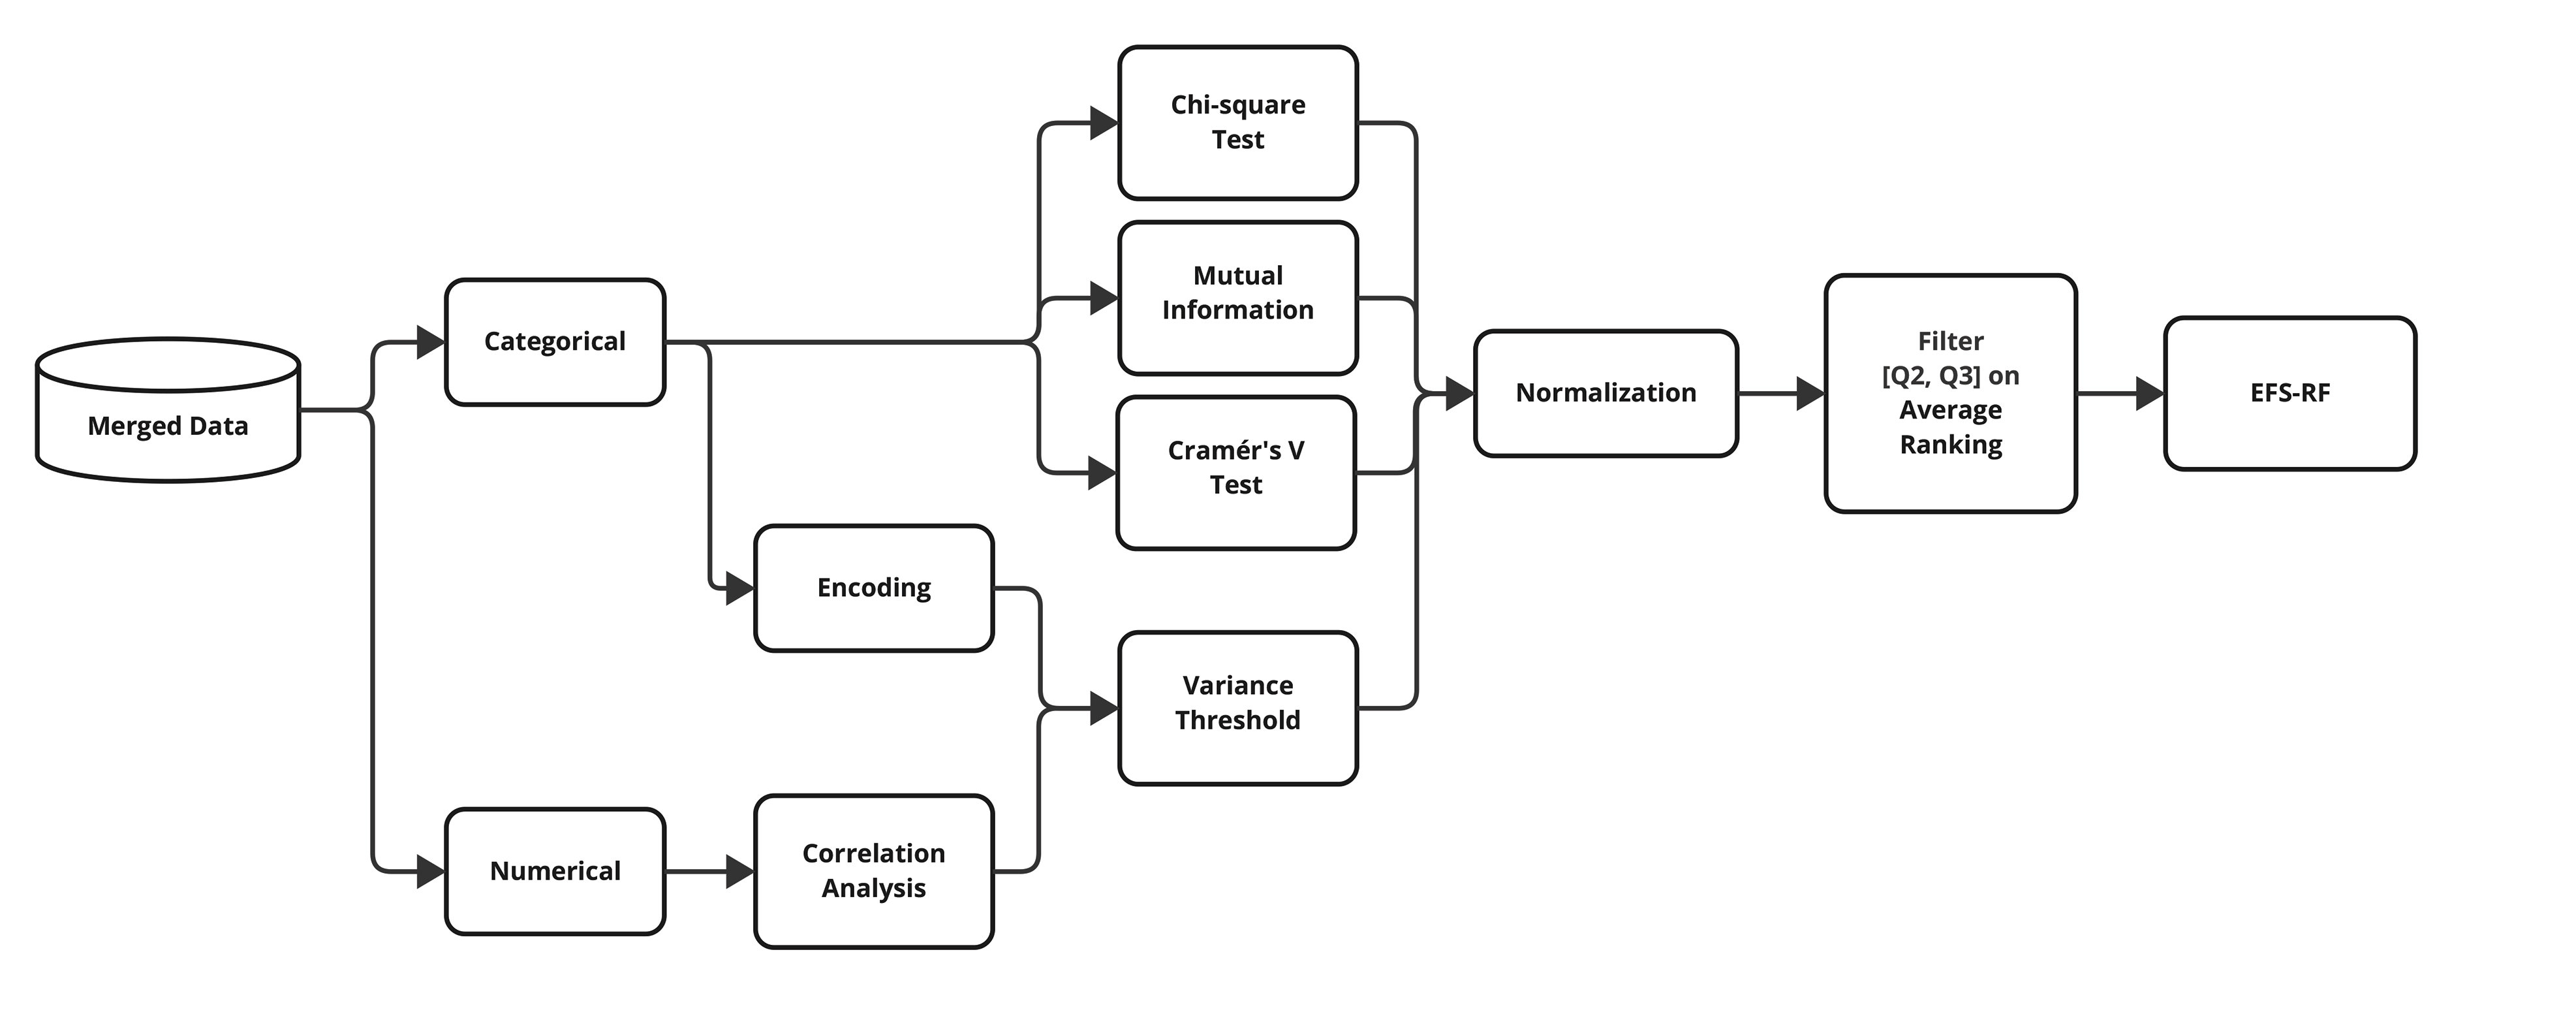 Merged Data
Categorical
Numerical
Encoding
Correlation
Analysis
Chi-square
Test
Mutual
Information
Cramér's V
Test
Variance
Threshold
Normalization
Filter
[Q2, Q3] on
Average
Ranking
EFS-RF